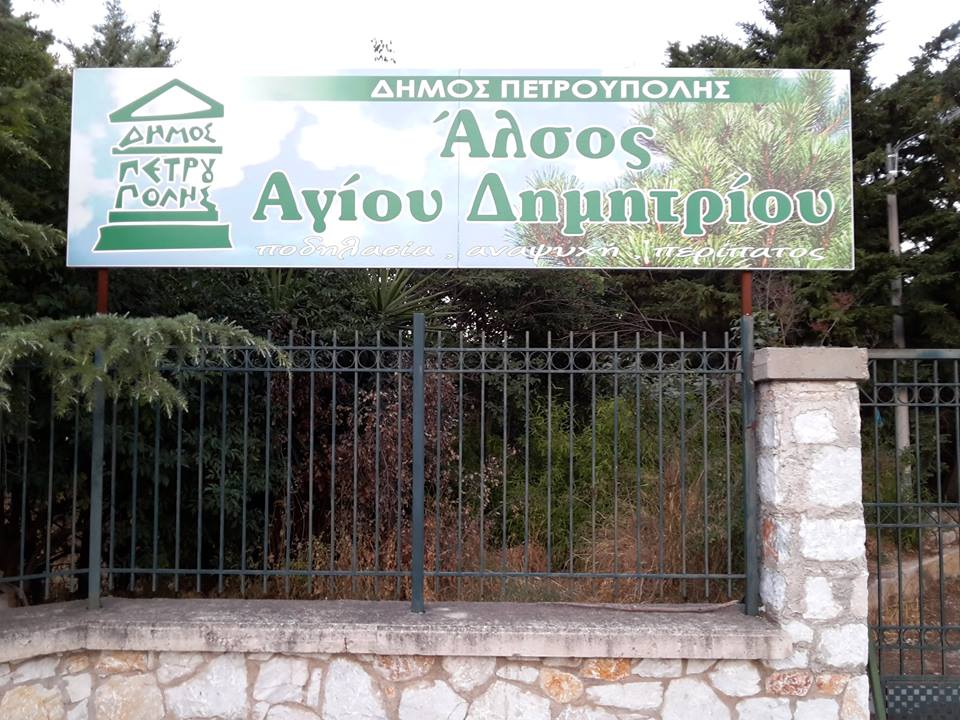 ΔΗΜΟΣ
ΠΕΤΡΟΥ
ΠΟΛΗΣ
ΔΗΜΟΣ ΠΕΤΡΟΥΠΟΛΗΣ
Άλσος
Αγίου Δημητρίου
ποδηλασία , αναψυχή , περίπατος